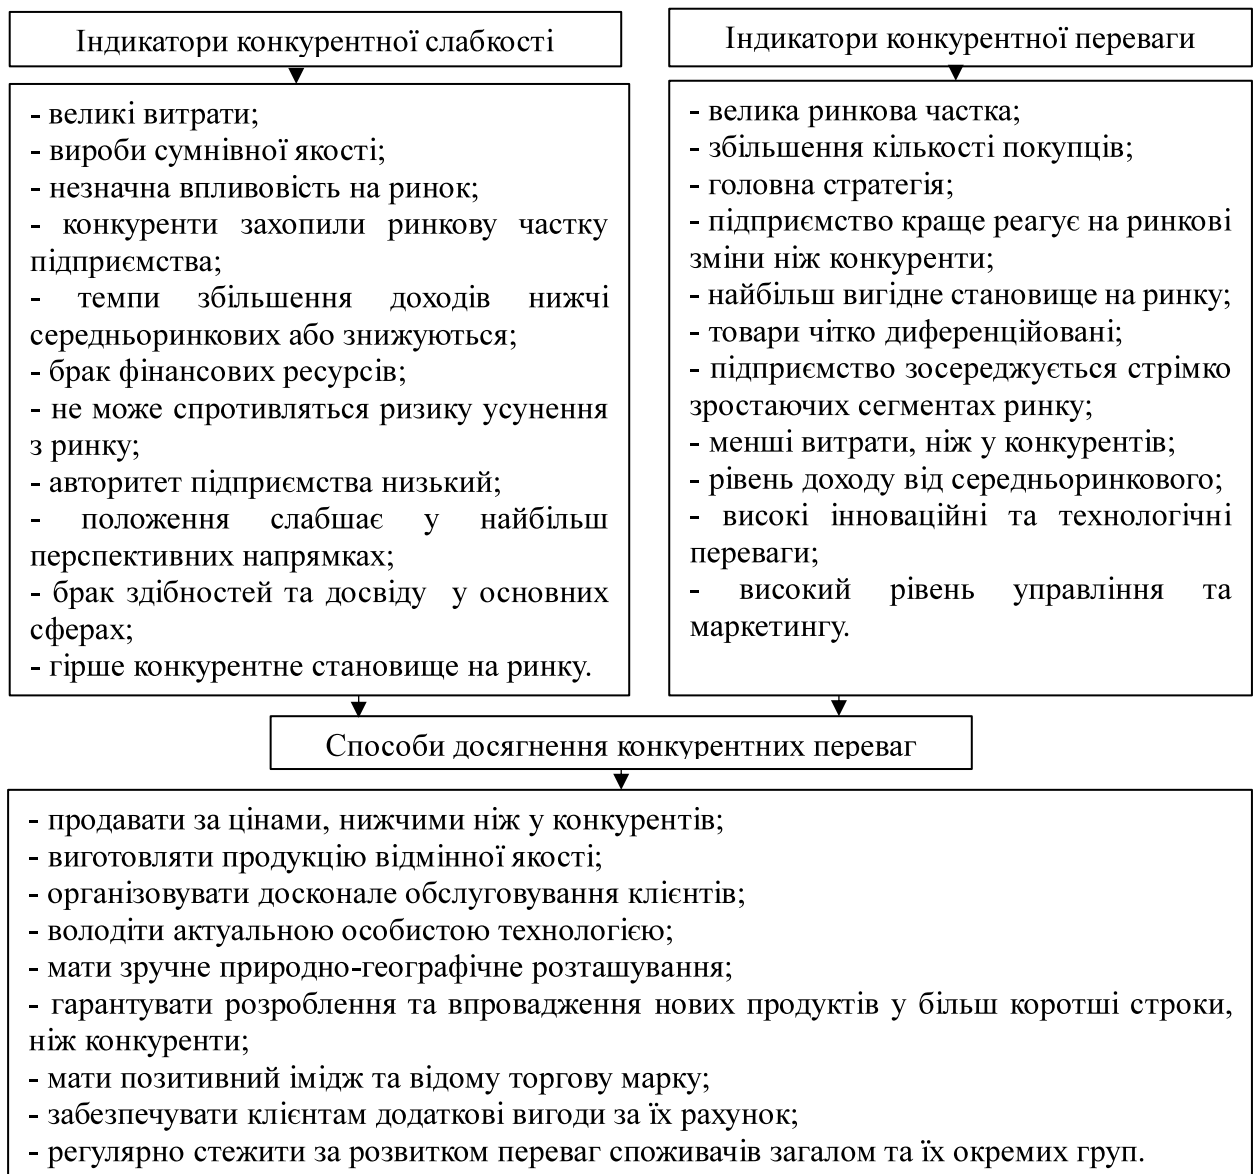 Індикатори конкурентної слабкості
- великі витрати;
- вироби сумнівної якості;
- незначна впливовість на ринок;
- конкуренти захопили ринкову частку
підприємства;
- темпи збільшення доходів нижчі
середньоринкових або знижуються;
- брак фінансових ресурсів;
- не може спротивляться ризику усунення
з ринку;
- авторитет підприємства низький;
- положення слабшає у найбільш
перспективних напрямках;
- брак здібностей та досвіду у основних
сферах;
- гірше конкурентне становище на ринку.
Індикатори конкурентної переваги
- велика ринкова частка;
- збільшення кількості покупців;
- головна стратегія;
- підприємство краще реагує на ринкові
зміни ніж конкуренти;
- найбільш вигідне становище на ринку;
- товари чітко диференційовані;
- підприємство зосереджується стрімко
зростаючих сегментах ринку;
- менші витрати, ніж у конкурентів;
- рівень доходу від середньоринкового;
- високі інноваційні та технологічні
переваги;
- високий рівень управління та
маркетингу.
Способи досягнення конкурентних переваг
- продавати за цінами, нижчими ніж у конкурентів;
- виготовляти продукцію відмінної якості;
- організовувати досконале обслуговування клієнтів;
- володіти актуальною особистою технологією;
- мати зручне природно-географічне розташування;
- гарантувати розроблення та впровадження нових продуктів у більш коротші строки,
ніж конкуренти;
- мати позитивний імідж та відому торгову марку;
- забезпечувати клієнтам додаткові вигоди за їх рахунок;
- регулярно стежити за розвитком переваг споживачів загалом та їх окремих груп.